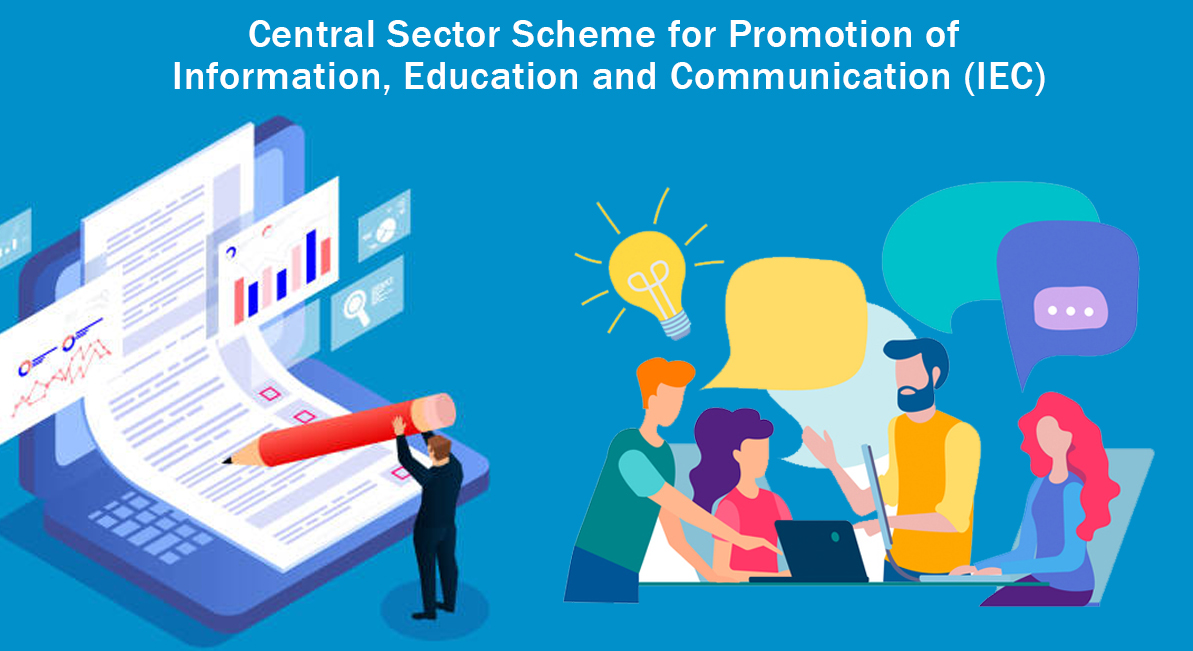 Central Sector Scheme for Promotion of
Information, Education and Communication (IEC)